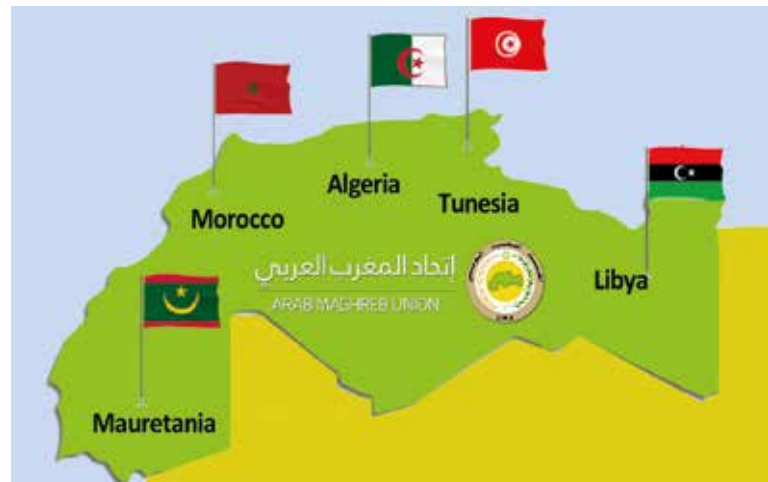 Algeria
Tunesia
Morocco
إتحاد المغرب العربي
ARAB MAGHREB UNION
Libya
Mauretania